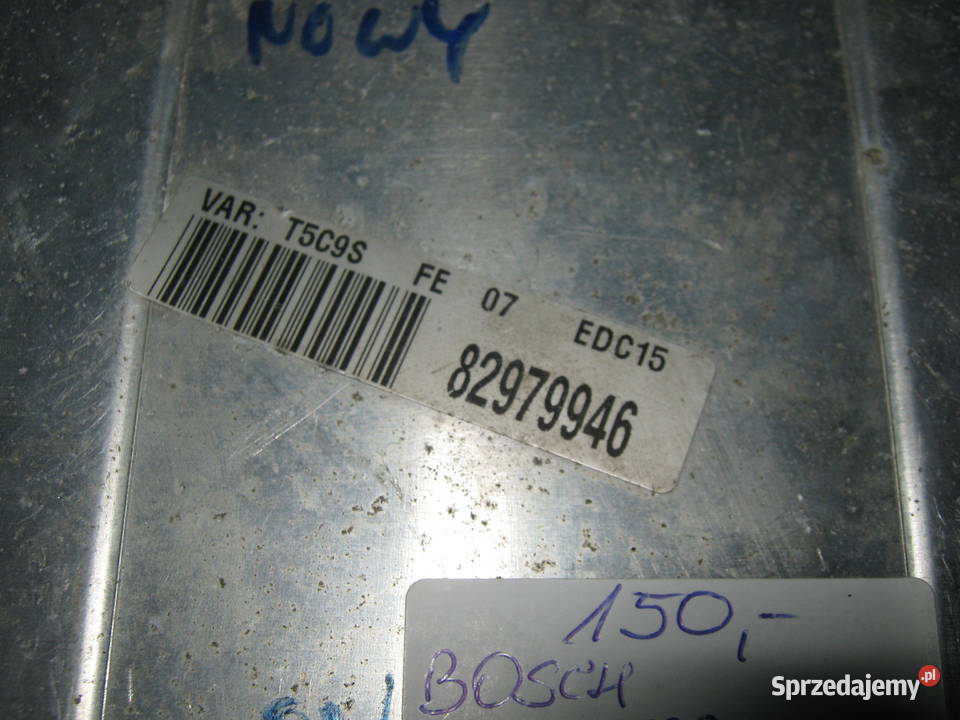 NOWY
VAR: T5C9S FE 07 EDC15
82979946
150,-
BOSCH
Sprzedajemy.pl